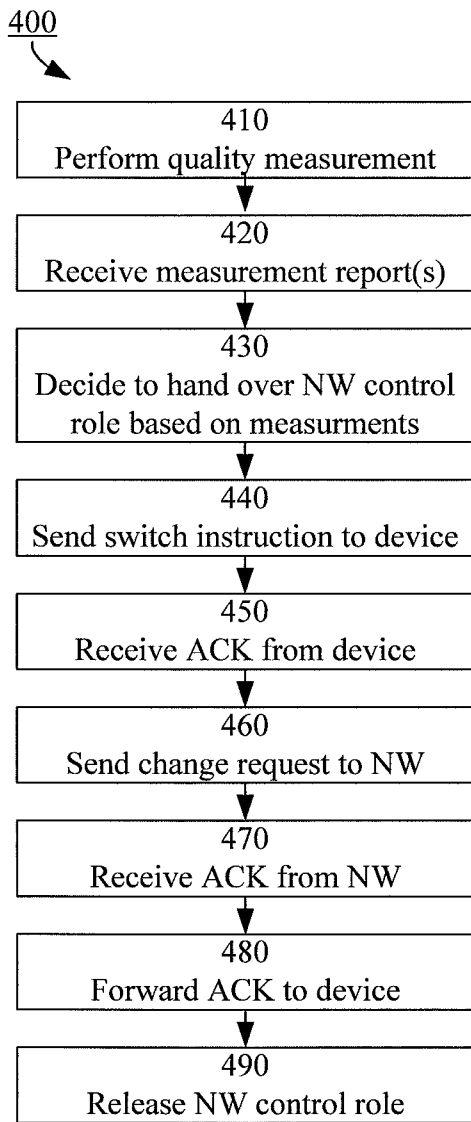 400
410
Perform quality measurement
420
Receive measurement report(s)
430
Decide to hand over NW control
role based on measurments
440
Send switch instruction to device
450
Receive ACK from device
460
Send change request to NW
470
Receive ACK from NW
480
Forward ACK to device
490
Release NW control role